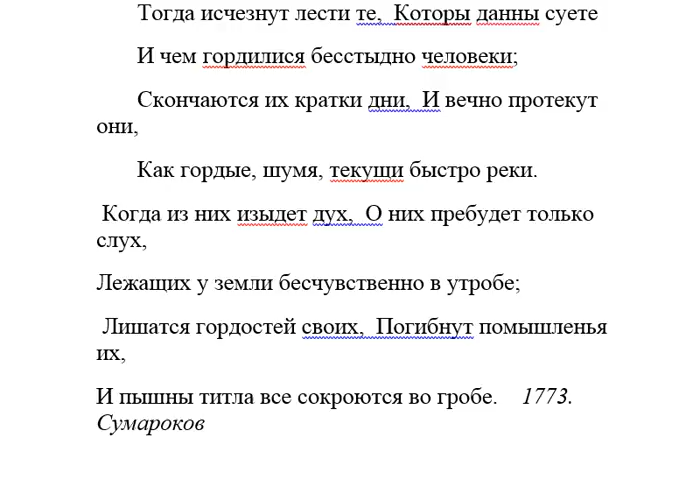 Тогда исчезнут лести те,  Которы данны суете
И чем гордилися бесстыдно человеки;
Скончаются их кратки дни,  И вечно протекут
они,
Как гордые, шумя, текущи быстро реки.
Когда из них изыдет дух,  О них пребудет только
слух,
Лежащих у земли бесчувственно в утробе;
Лишатся гордостей своих,  Погибнут помышленья
их,
И пышны титла все сокроются во гробе.    1773.
Сумароков